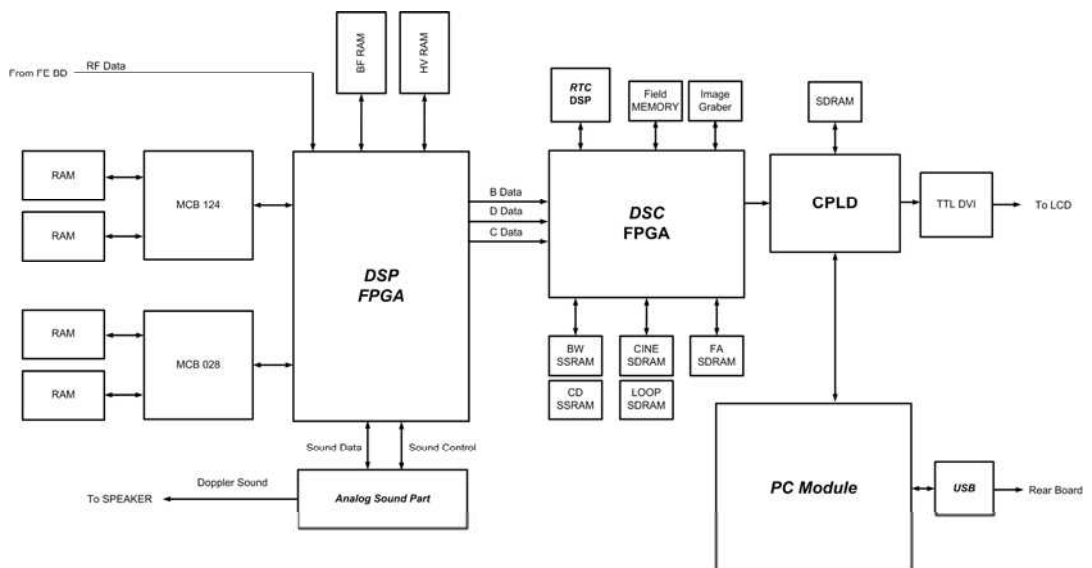 BF RAM
HV RAM
RF Data
From FE BD
RTC
DSP
Field
MEMORY
Image
Graber
SDRAM
RAM
RAM
MCB 124
B Data
D Data
C Data
DSC
FPGA
CPLD
TTL DVI
To LCD
DSP
FPGA
RAM
RAM
MCB 028
BW
SSRAM
CINE
SDRAM
FA
SDRAM
CD
SSRAM
LOOP
SDRAM
Sound Data
Sound Control
Doppler Sound
To SPEAKER
Analog Sound Part
PC Module
USB
Rear Board